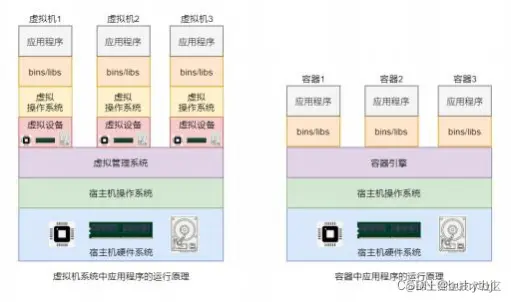 虚拟机1 虚拟机2 虚拟机3
应用程序 应用程序 应用程序
bins/libs bins/libs bins/libs
虚拟 虚拟 虚拟
操作系统 操作系统 操作系统
虚拟设备 虚拟设备 虚拟设备
虚拟管理系统
宿主机操作系统
宿主机硬件系统
虚拟机系统中应用程序的运行原理
容器1 容器2 容器3
应用程序 应用程序 应用程序
bins/libs bins/libs bins/libs
容器引擎
宿主机操作系统
宿主机硬件系统
容器中应用程序的运行原理